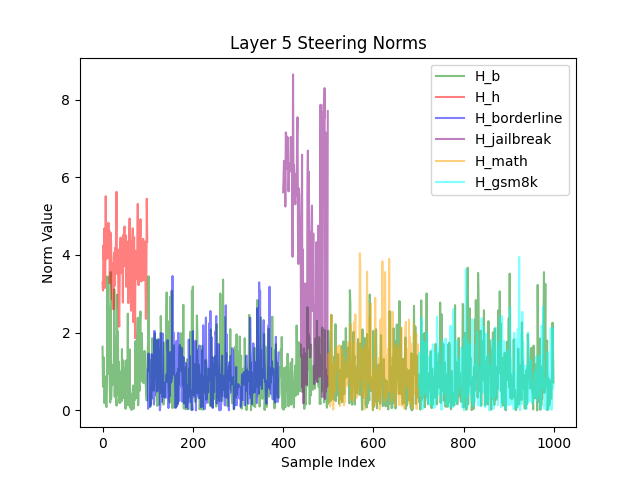 Layer 5 Steering Norms
H_b
H_h
H_borderline
H_jailbreak
H_math
H_gsm8k
Norm Value
8
6
4
2
0
0
200
400
600
800
1000
Sample Index